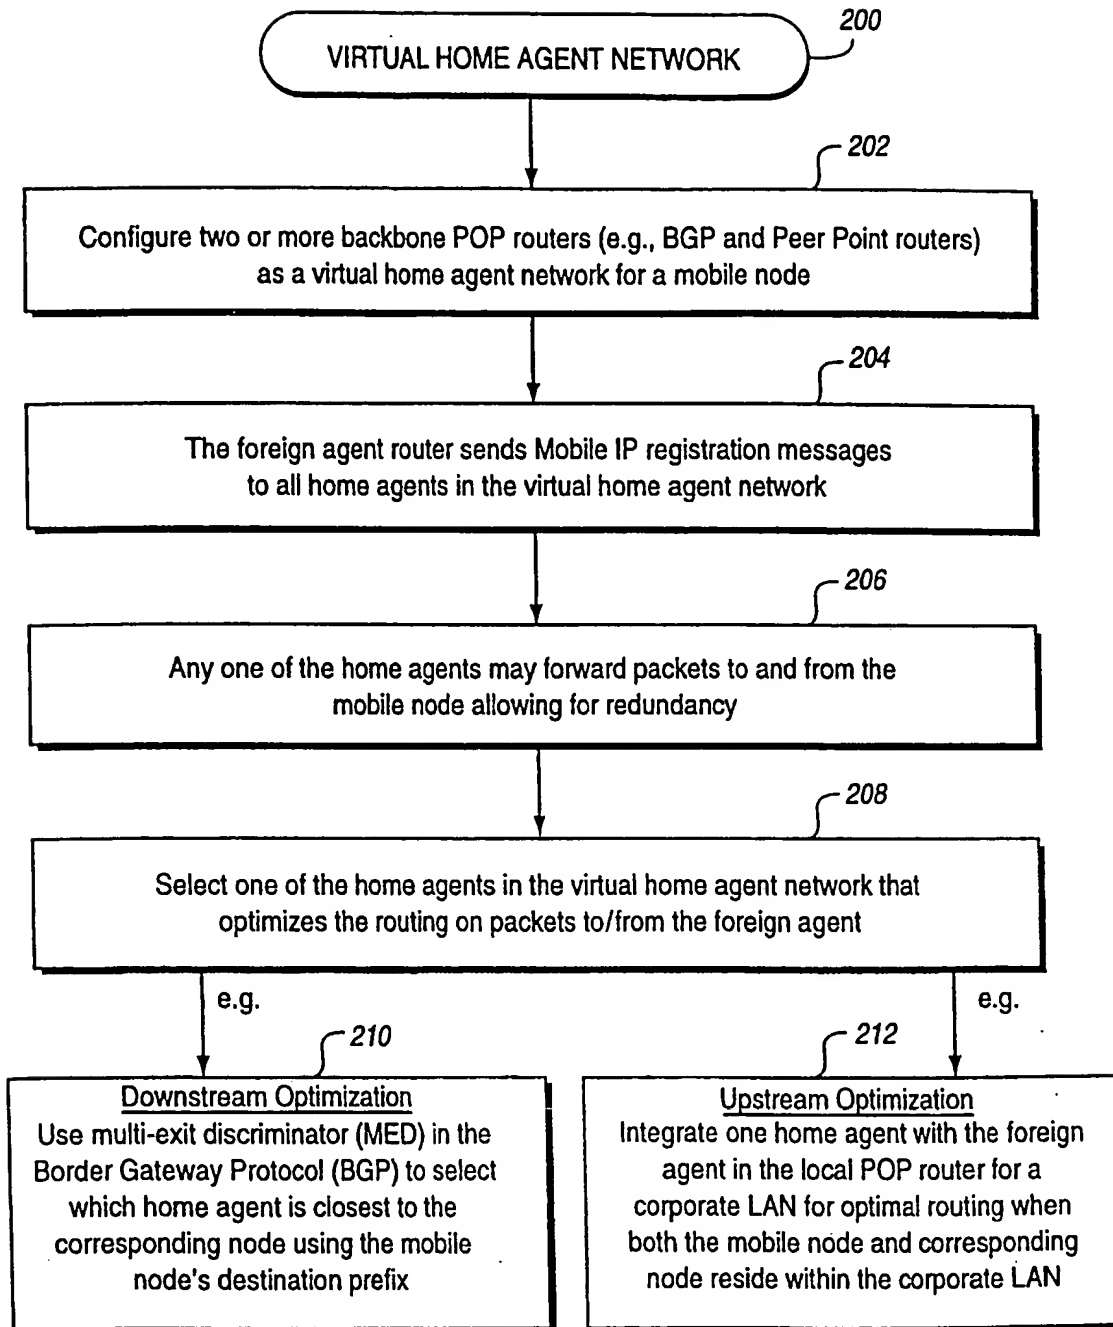 200
VIRTUAL HOME AGENT NETWORK
202
Configure two or more backbone POP routers (e.g., BGP and Peer Point routers)
as a virtual home agent network for a mobile node
204
The foreign agent router sends Mobile IP registration messages
to all home agents in the virtual home agent network
206
Any one of the home agents may forward packets to and from the
mobile node allowing for redundancy
208
Select one of the home agents in the virtual home agent network that
optimizes the routing on packets to/from the foreign agent
e.g.
210
Downstream Optimization
Use multi-exit discriminator (MED) in the
Border Gateway Protocol (BGP) to select
which home agent is closest to the
corresponding node using the mobile
node's destination prefix
e.g.
212
Upstream Optimization
Integrate one home agent with the foreign
agent in the local POP router for a
corporate LAN for optimal routing when
both the mobile node and corresponding
node reside within the corporate LAN